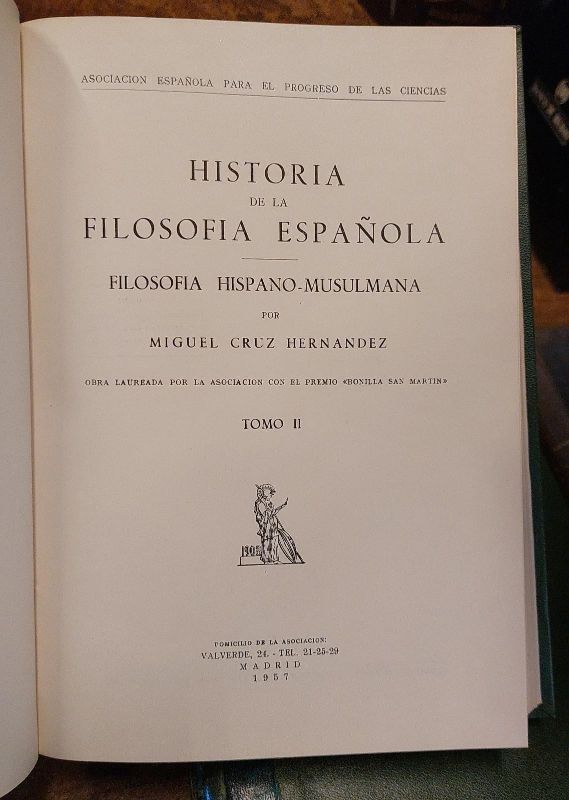 ASOCIACION ESPAÑOLA PARA EL PROGRESO DE LAS CIENCIAS
HISTORIA
DE LA
FILOSOFIA ESPAÑOLA
FILOSOFIA HISPANO-MUSULMANA
POR
MIGUEL CRUZ HERNANDEZ
OBRA LAUREADA POR LA ASOCIACION CON EL PREMIO «BONILLA SAN MARTIN»
TOMO II
1908
DOMICILIO DE LA ASOCIACION:
VALVERDE, 24. - TEL. 21-25-29
MADRID
1957